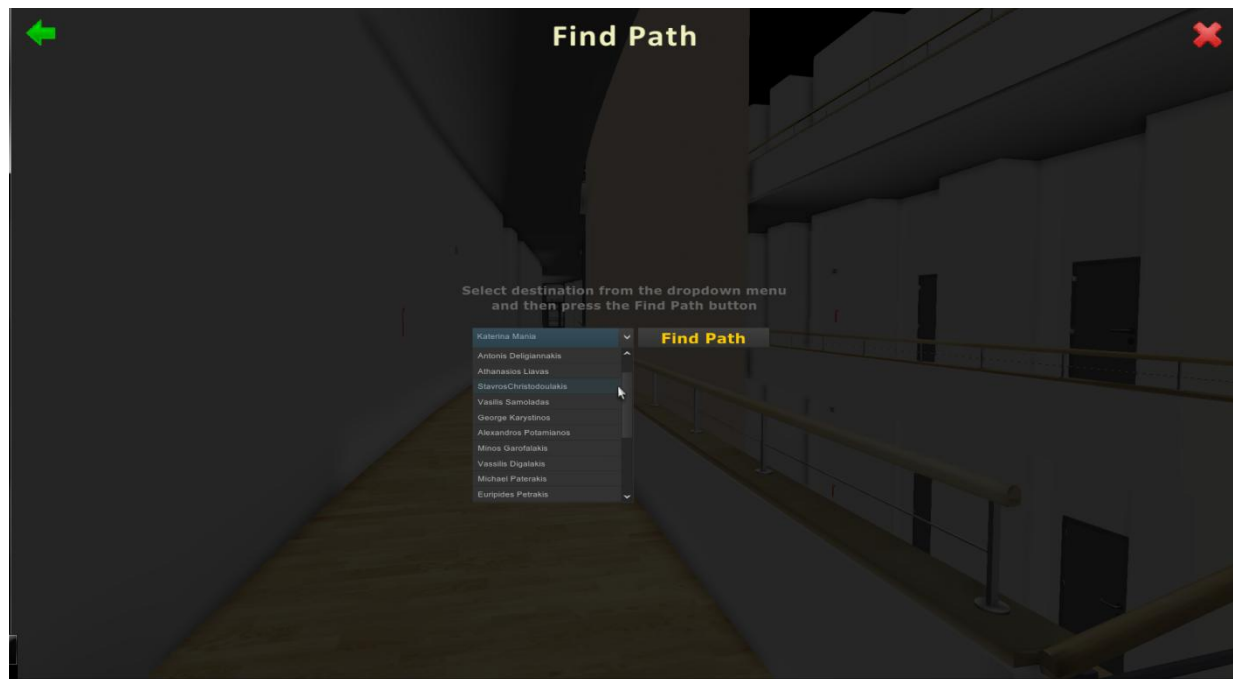 Find Path
Select destination from the dropdown menu
and then press the Find Path button
Katerina Mania
Find Path
Antonis Deligiannakis
Athanasios Liavas
StavrosChristodoulakis
Vasilis Samoladas
George Karystinos
Alexandros Potamianos
Minos Garofalakis
Vassilis Digalakis
Michael Paterakis
Euripides Petrakis